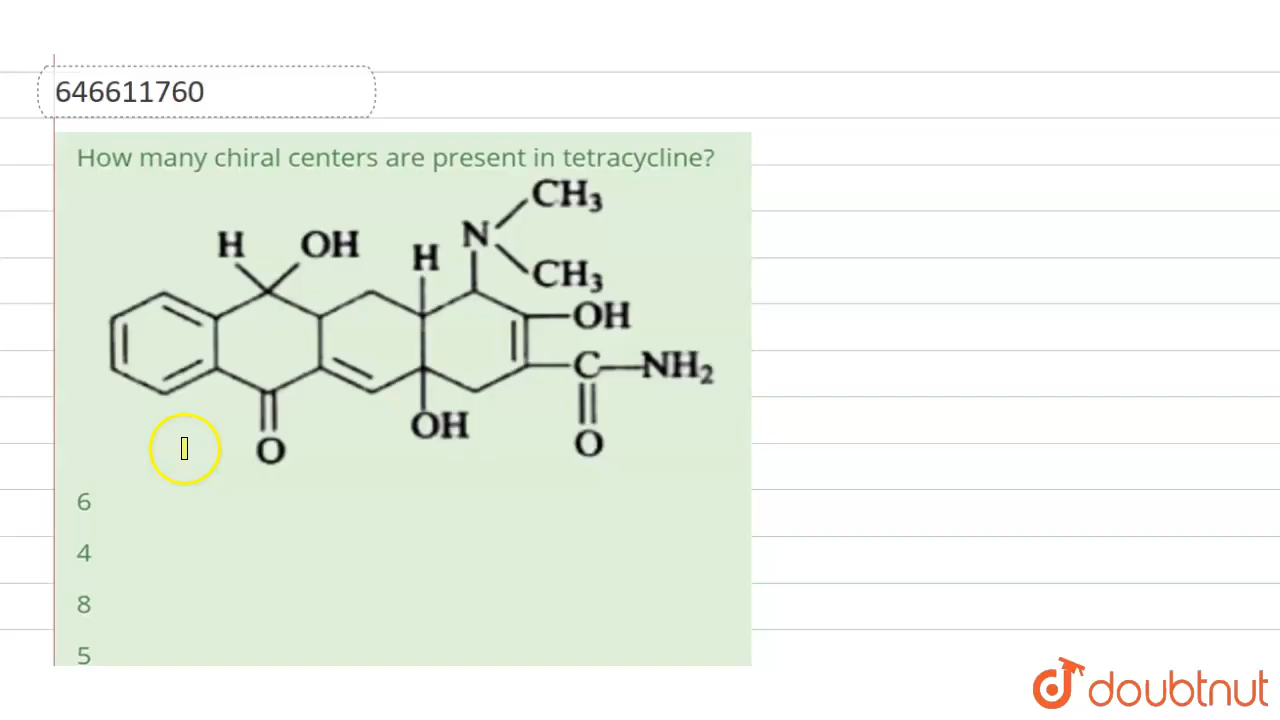 646611760
How many chiral centers are present in tetracycline?
CH₃
N
H OH H
CH₃
OH
C NH₂
OH
O O
6
4
8
5
doubtnut